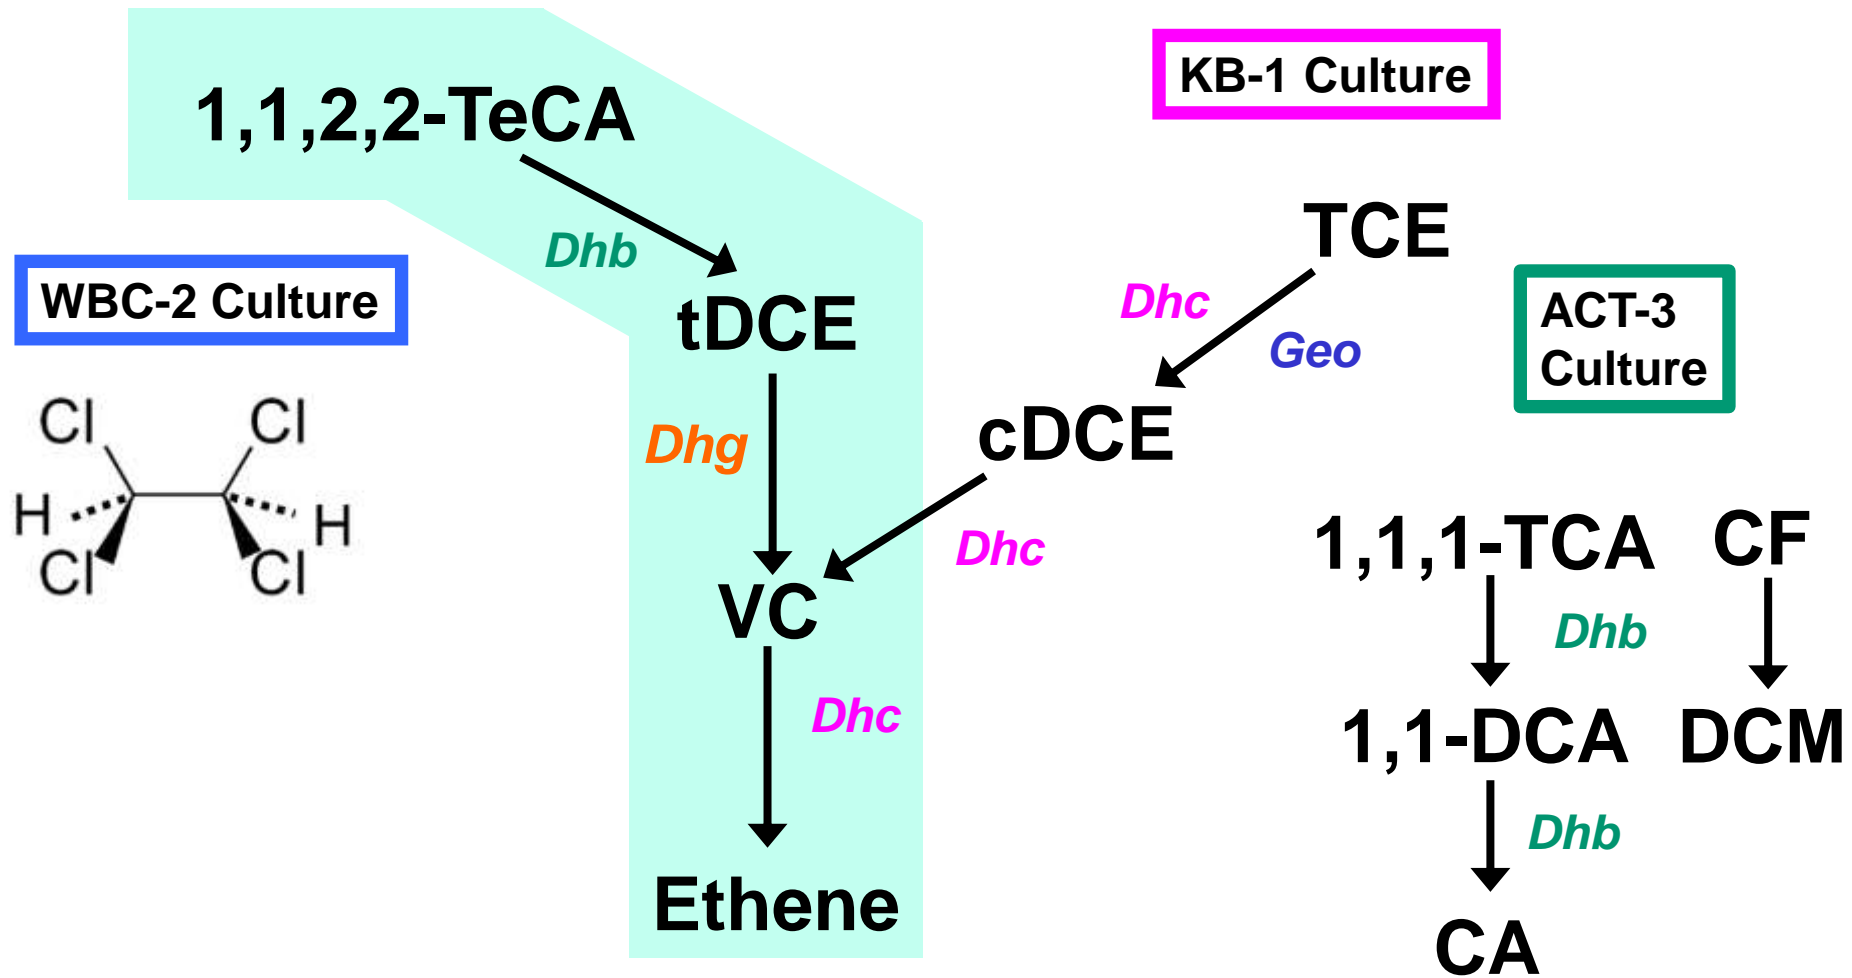 1,1,2,2-TeCA
KB-1 Culture
TCE
Dhb
WBC-2 Culture
tDCE
Dhc
Geo
ACT-3
Culture
cDCE
Dhg
Cl
Cl
H
H
Cl
Cl
Dhc
1,1,1-TCA
CF
VC
Dhb
Dhc
1,1-DCA
DCM
Dhb
Ethene
CA